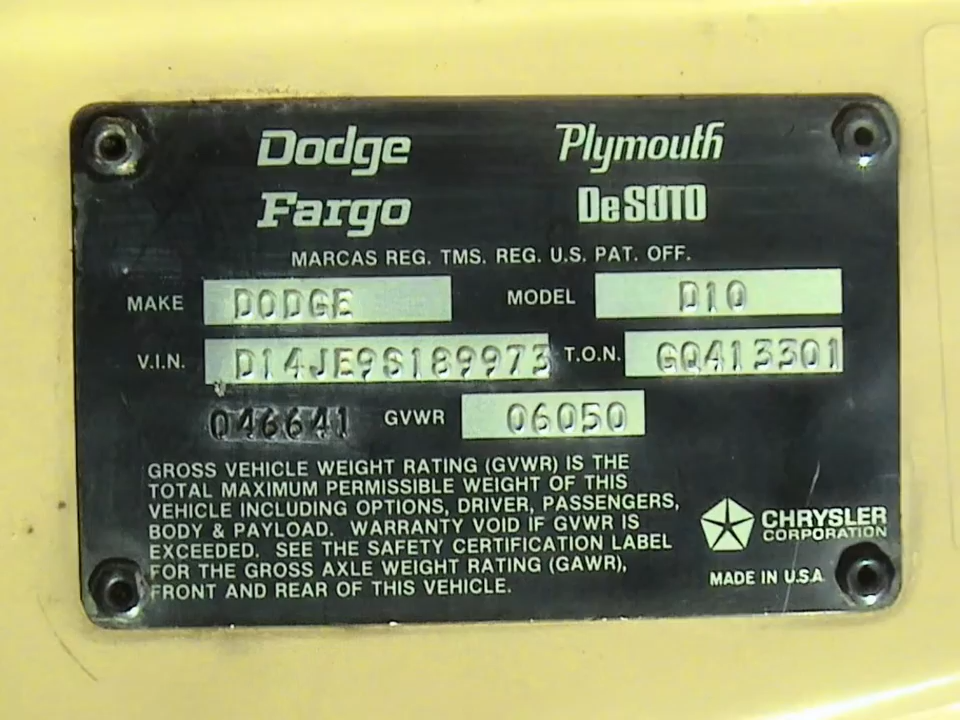 Dodge Plymouth
Fargo DeSOTO
MARCAS REG. TMS. REG. U.S. PAT. OFF.
MAKE DODGE MODEL D10
V.I.N. D14JE9S189973 T.O.N. GQ413301
046641 GVWR 06050
GROSS VEHICLE WEIGHT RATING (GVWR) IS THE
TOTAL MAXIMUM PERMISSIBLE WEIGHT OF THIS
VEHICLE INCLUDING OPTIONS, DRIVER, PASSENGERS,
BODY & PAYLOAD. WARRANTY VOID IF GVWR IS
EXCEEDED. SEE THE SAFETY CERTIFICATION LABEL
FOR THE GROSS AXLE WEIGHT RATING (GAWR),
FRONT AND REAR OF THIS VEHICLE.
CHRYSLER
CORPORATION
MADE IN U.S.A.